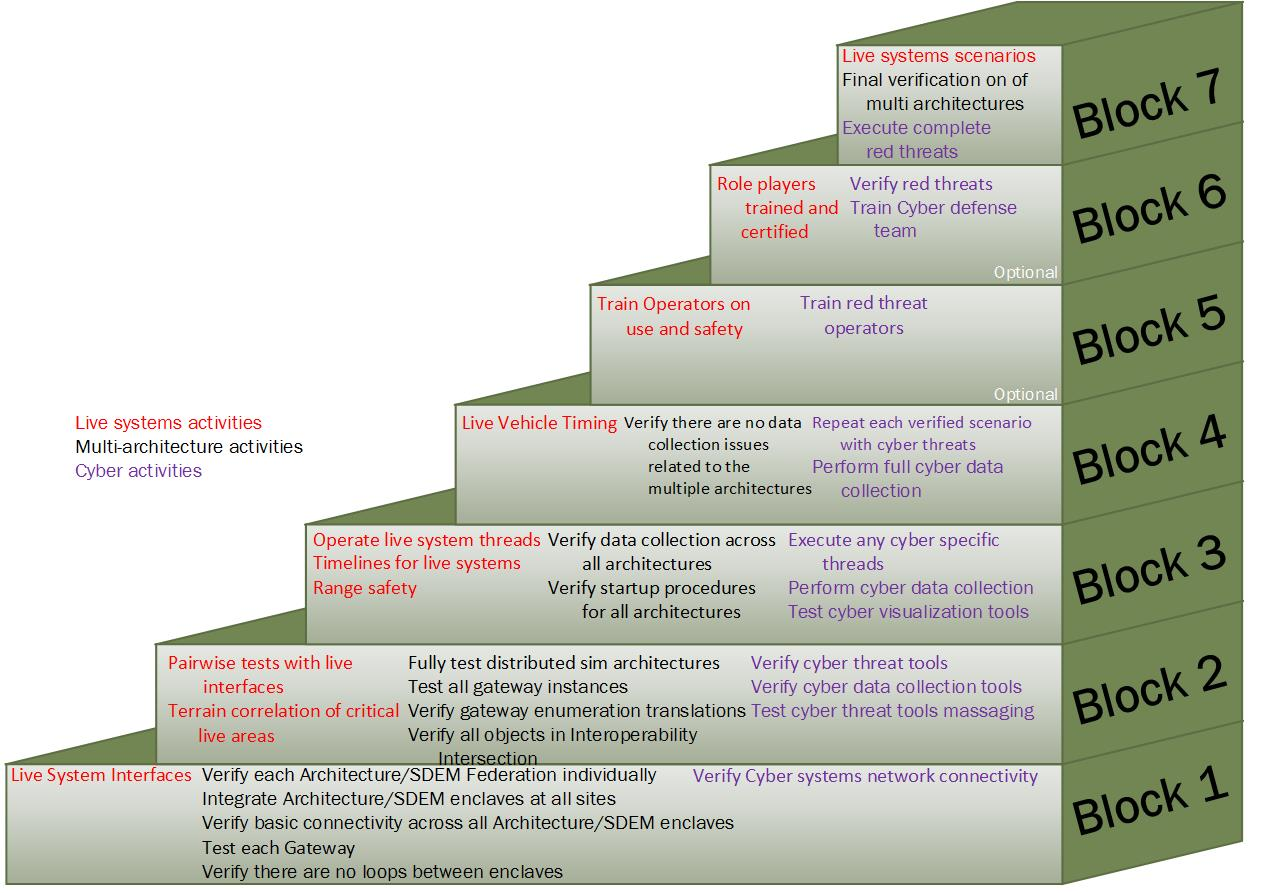 Live systems scenarios
Final verification on of
multi architectures
Execute complete
red threats
Block 7
Role players
trained and
certified
Verify red threats
Train Cyber defense
team
Optional
Block 6
Train Operators on
use and safety
Train red threat
operators
Optional
Block 5
Live systems activities
Multi-architecture activities
Cyber activities
Live Vehicle Timing
Verify there are no data
collection issues
related to the
multiple architectures
Repeat each verified scenario
with cyber threats
Perform full cyber data
collection
Block 4
Operate live system threads
Timelines for live systems
Range safety
Verify data collection across
all architectures
Verify startup procedures
for all architectures
Execute any cyber specific
threads
Perform cyber data collection
Test cyber visualization tools
Block 3
Pairwise tests with live
interfaces
Terrain correlation of critical
live areas
Fully test distributed sim architectures
Test all gateway instances
Verify gateway enumeration translations
Verify all objects in Interoperability
Intersection
Verify cyber threat tools
Verify cyber data collection tools
Test cyber threat tools massaging
Block 2
Live System Interfaces
Verify each Architecture/SDEM Federation individually
Integrate Architecture/SDEM enclaves at all sites
Verify basic connectivity across all Architecture/SDEM enclaves
Test each Gateway
Verify there are no loops between enclaves
Verify Cyber systems network connectivity
Block 1